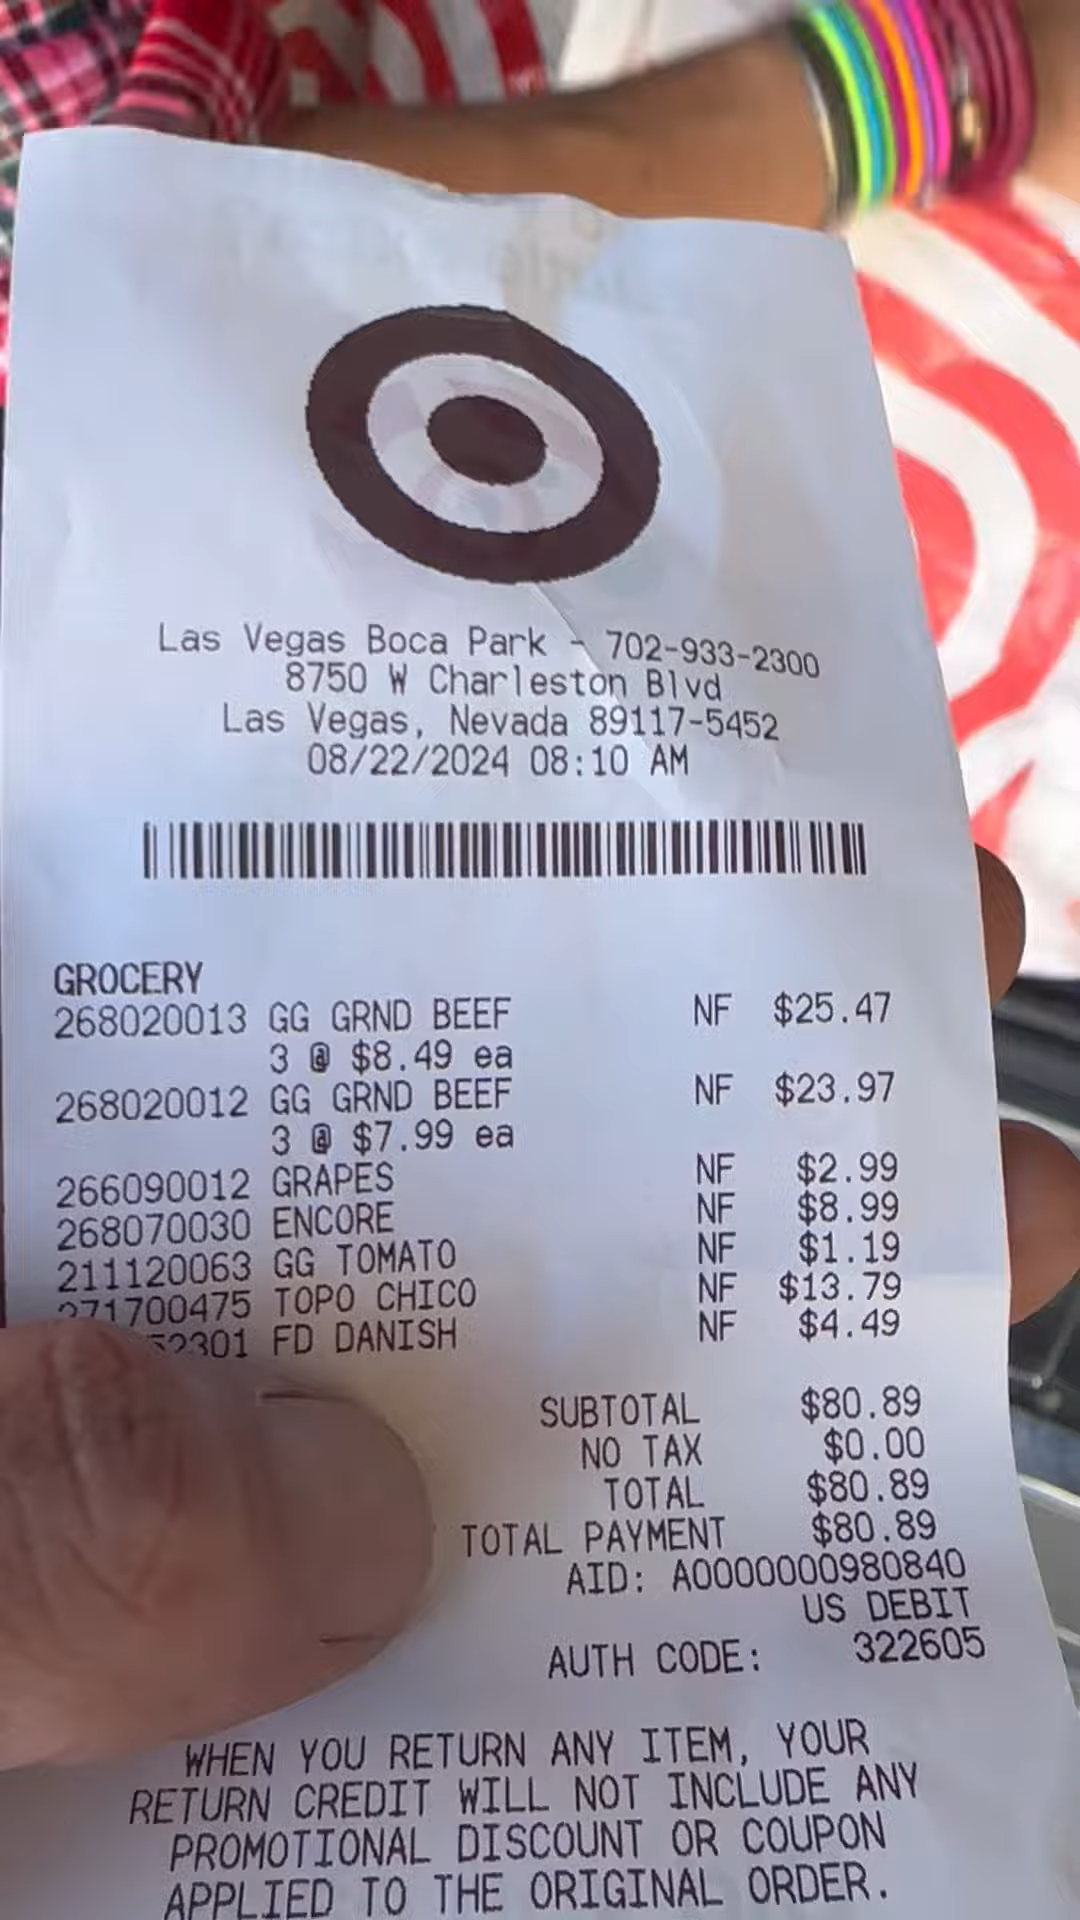 Las Vegas Boca Park - 702-933-2300
8750 W Charleston Blvd
Las Vegas, Nevada 89117-5452
08/22/2024 08:10 AM
GROCERY
268020013 GG GRND BEEF NF $25.47
3 @ $8.49 ea
268020012 GG GRND BEEF NF $23.97
3 @ $7.99 ea
266090012 GRAPES NF $2.99
268070030 ENCORE NF $8.99
211120063 GG TOMATO NF $1.19
271700475 TOPO CHICO NF $13.79
52301 FD DANISH NF $4.49
SUBTOTAL $80.89
NO TAX $0.00
TOTAL $80.89
TOTAL PAYMENT $80.89
AID: A0000000980840
US DEBIT
AUTH CODE: 322605
WHEN YOU RETURN ANY ITEM, YOUR
RETURN CREDIT WILL NOT INCLUDE ANY
PROMOTIONAL DISCOUNT OR COUPON
APPLIED TO THE ORIGINAL ORDER.